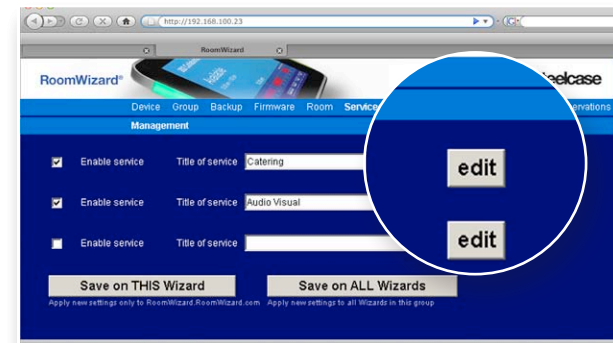 http://192.168.100.23
RoomWizard
RoomWizard®
eelcase
Device Group Backup Firmware Room Service
ervations
Management
Enable service Title of service Catering
edit
Enable service Title of service Audio Visual
Enable service Title of service
edit
Save on THIS Wizard Save on ALL Wizards
Apply new settings only to RoomWizard.RoomWizard.com Apply new settings to all Wizards in this group